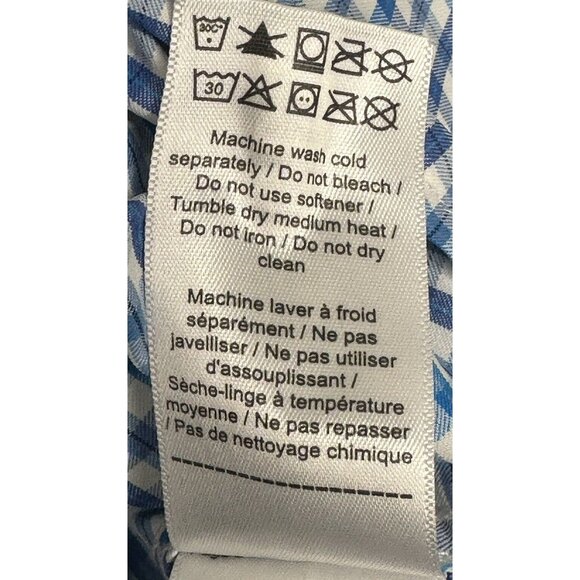 30C
30
Machine wash cold
separately / Do not bleach /
Do not use softener /
Tumble dry medium heat /
Do not Iron / Do not dry
clean
Machine laver à froid
séparément / Ne pas
javelliser / Ne pas utiliser
d'assouplissant /
Sèche-linge à température
moyenne / Ne pas repasser
/ Pas de nettoyage chimique